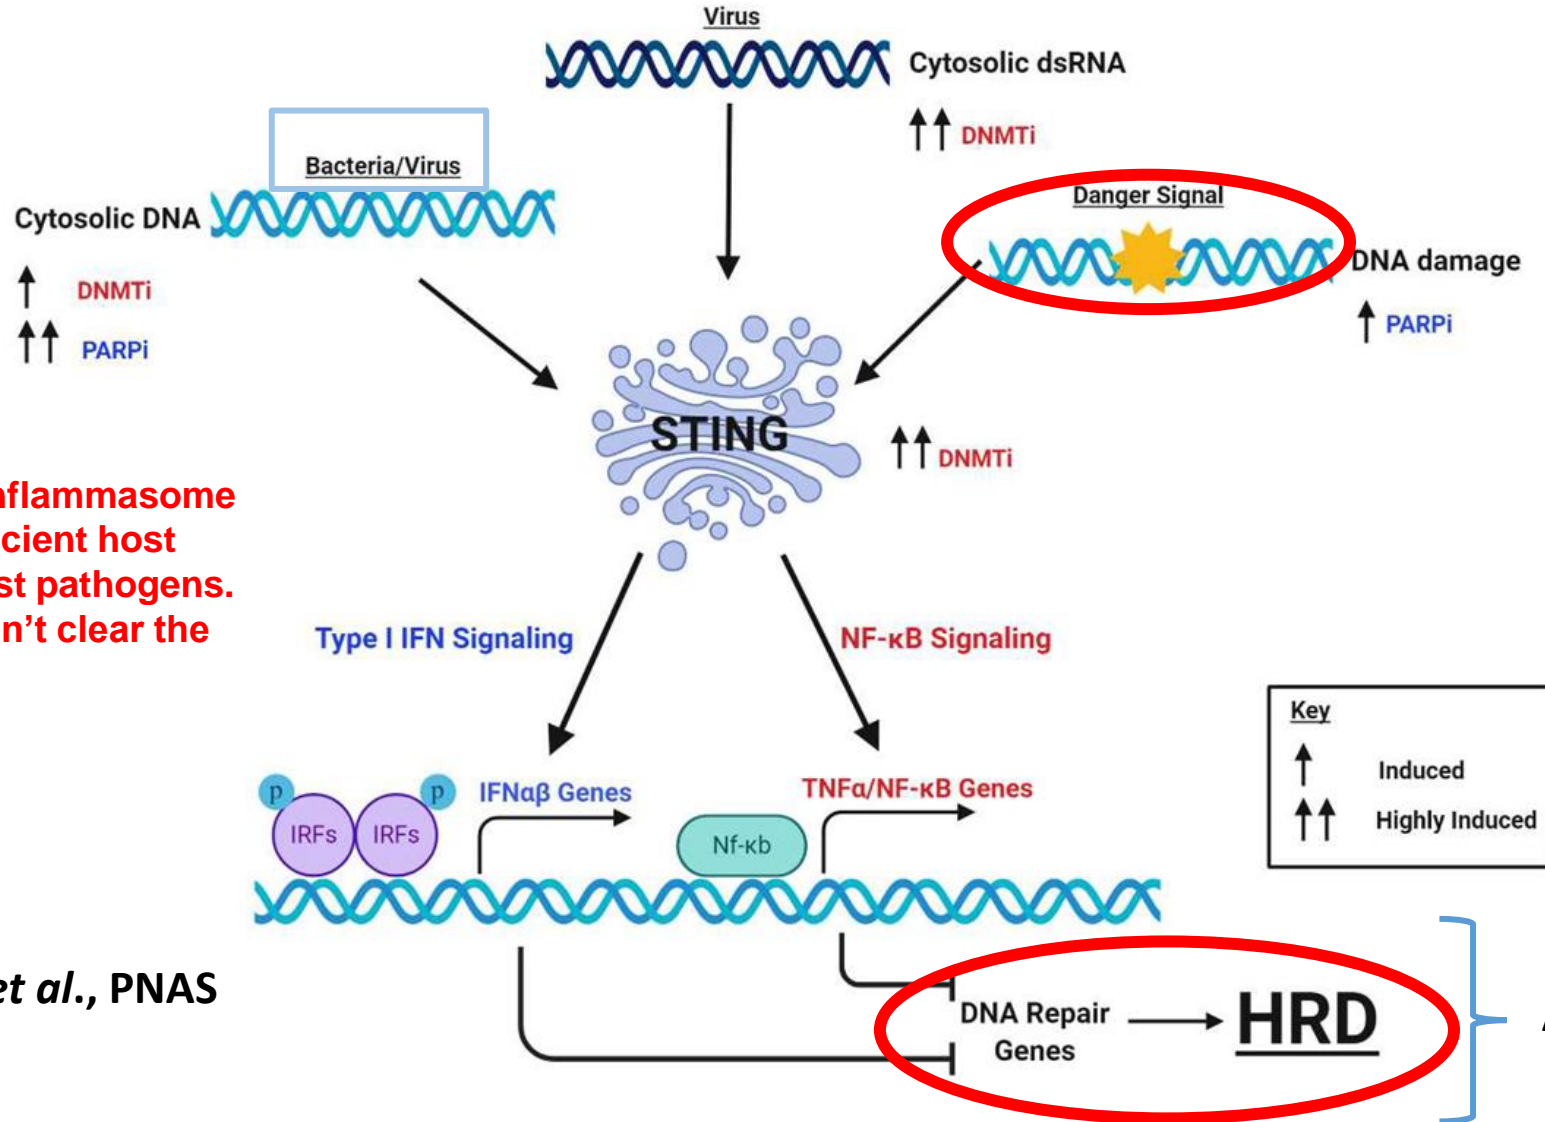 Virus
Cytosolic dsRNA
DNMTi
Bacteria/Virus
Cytosolic DNA
DNMTi
PARPi
Danger Signal
DNA damage
PARPi
STING
DNMTi
nflammasome
cient host
st pathogens.
n't clear the
Type I IFN Signaling
NF-κB Signaling
Key
Induced
Highly Induced
p
p
IRFs
IRFs
IFNαβ Genes
Nf-κb
TNFα/NF-κB Genes
et al., PNAS
DNA Repair
Genes
HRD